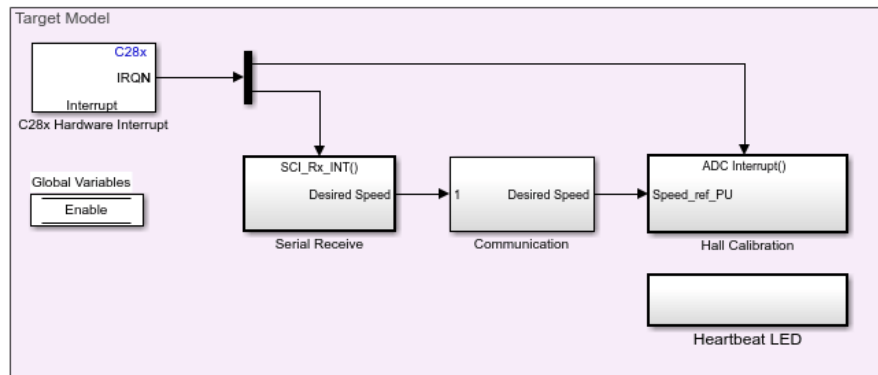 Target Model
C28x
IRQN
Interrupt
C28x Hardware Interrupt
SCI_Rx_INT()
Desired Speed
Serial Receive
1
Desired Speed
Communication
ADC Interrupt()
Speed_ref_PU
Hall Calibration
Global Variables
Enable
Heartbeat LED